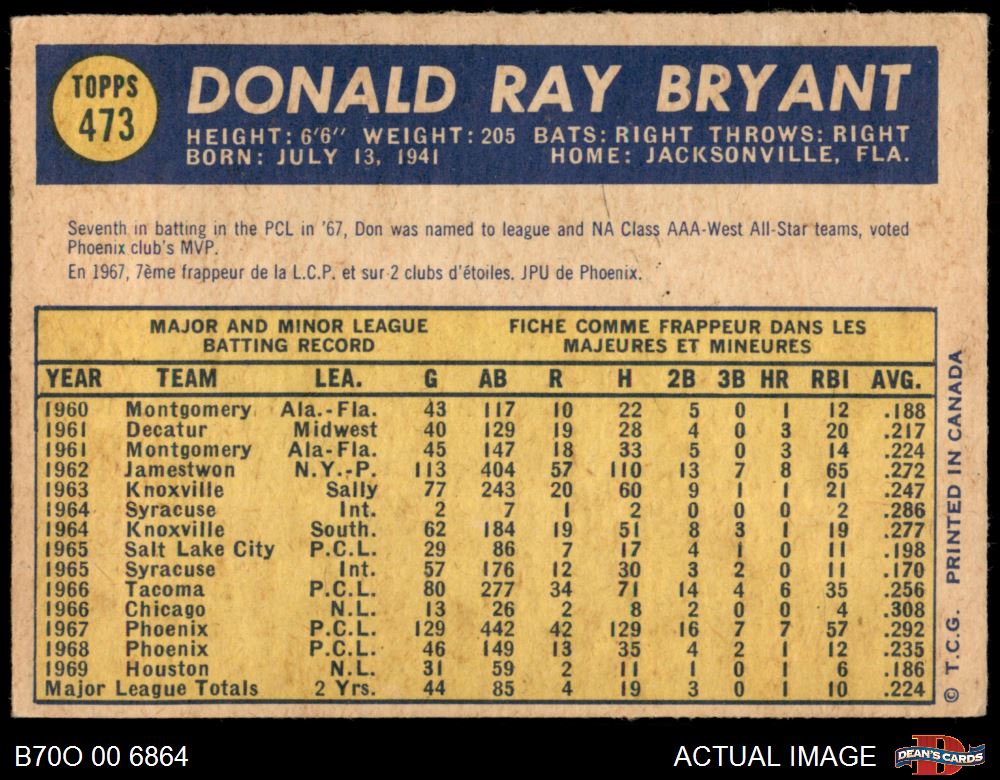 TOPPS
473
DONALD RAY BRYANT
HEIGHT: 6'6" WEIGHT: 205 BATS: RIGHT THROWS: RIGHT
BORN: JULY 13, 1941 HOME: JACKSONVILLE, FLA.
Seventh in batting in the PCL in '67, Don was named to league and NA Class AAA-West All-Star teams, voted
Phoenix club's MVP.
En 1967, 7ème frappeur de la L.C.P. et sur 2 clubs d'étoiles. JPU de Phoenix.
MAJOR AND MINOR LEAGUE FICHE COMME FRAPPEUR DANS LES
BATTING RECORD MAJEURES ET MINEURES
YEAR TEAM LEA. G AB R H 2B 3B HR RBI AVG.
1960 Montgomery Ala.-Fla. 43 117 10 22 5 0 1 12 .188
1961 Decatur Midwest 40 129 19 28 4 0 3 20 .217
1961 Montgomery Ala-Fla. 45 147 18 33 5 0 3 14 .224
1962 Jamestwon N.Y.-P. 113 404 57 110 13 7 8 65 .272
1963 Knoxville Sally 77 243 20 60 9 1 1 21 .247
1964 Syracuse Int. 2 7 1 2 0 0 0 2 .286
1964 Knoxville South. 62 184 19 51 8 3 1 19 .277
1965 Salt Lake City P.C.L. 29 86 7 17 4 1 0 11 .198
1965 Syracuse Int. 57 176 12 30 3 2 0 11 .170
1966 Tacoma P.C.L. 80 277 34 71 14 4 6 35 .256
1966 Chicago N.L. 13 26 2 8 2 0 0 4 .308
1967 Phoenix P.C.L. 129 442 42 129 16 7 7 57 .292
1968 Phoenix P.C.L. 46 149 13 35 4 2 1 12 .235
1969 Houston N.L. 31 59 2 11 1 0 1 6 .186
Major League Totals 2 Yrs. 44 85 4 19 3 0 1 10 .224
© T.C.G. PRINTED IN CANADA
B70O 00 6864 ACTUAL IMAGE
DEAN'S CARDS